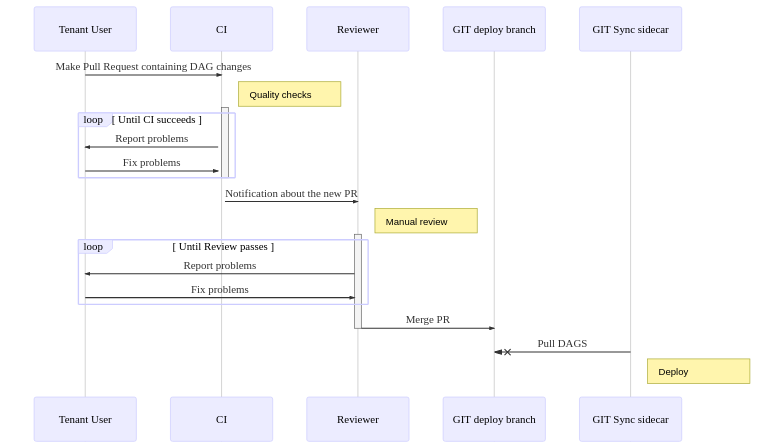 Tenant User
CI
Reviewer
GIT deploy branch
GIT Sync sidecar
Make Pull Request containing DAG changes
Quality checks
loop [ Until CI succeeds ]
Report problems
Fix problems
Notification about the new PR
Manual review
loop [ Until Review passes ]
Report problems
Fix problems
Merge PR
Pull DAGS
Deploy
Tenant User
CI
Reviewer
GIT deploy branch
GIT Sync sidecar